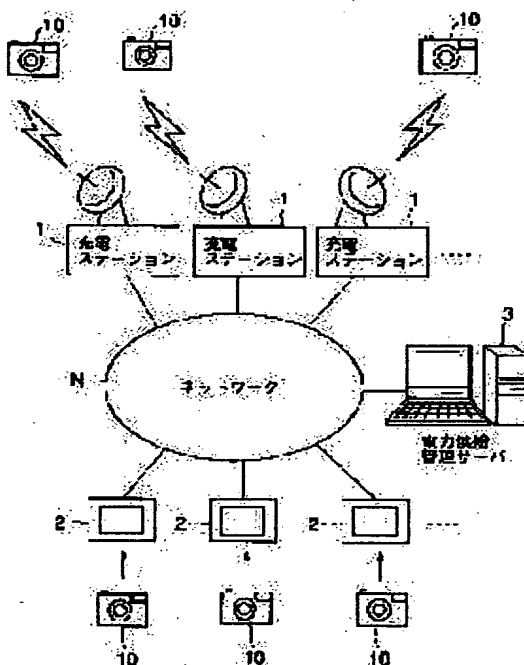 10 10 10
1 1 1
充電 充電 充電
ステーション ステーション ステーション
3
N ネットワーク
電力供給
管理サーバ
2 2 2
10 10 10